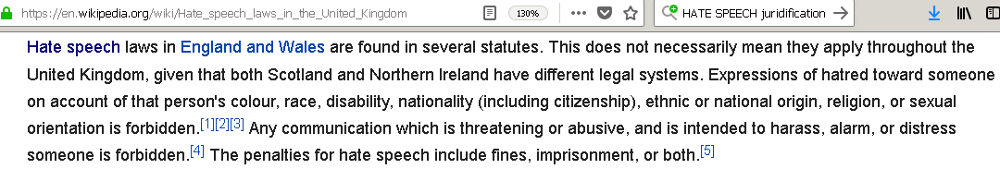 https://en.wikipedia.org/wiki/Hate_speech_laws_in_the_United_Kingdom 130% HATE SPEECH juridification
Hate speech laws in England and Wales are found in several statutes. This does not necessarily mean they apply throughout the
United Kingdom, given that both Scotland and Northern Ireland have different legal systems. Expressions of hatred toward someone
on account of that person's colour, race, disability, nationality (including citizenship), ethnic or national origin, religion, or sexual
orientation is forbidden.[1][2][3] Any communication which is threatening or abusive, and is intended to harass, alarm, or distress
someone is forbidden.[4] The penalties for hate speech include fines, imprisonment, or both.[5]